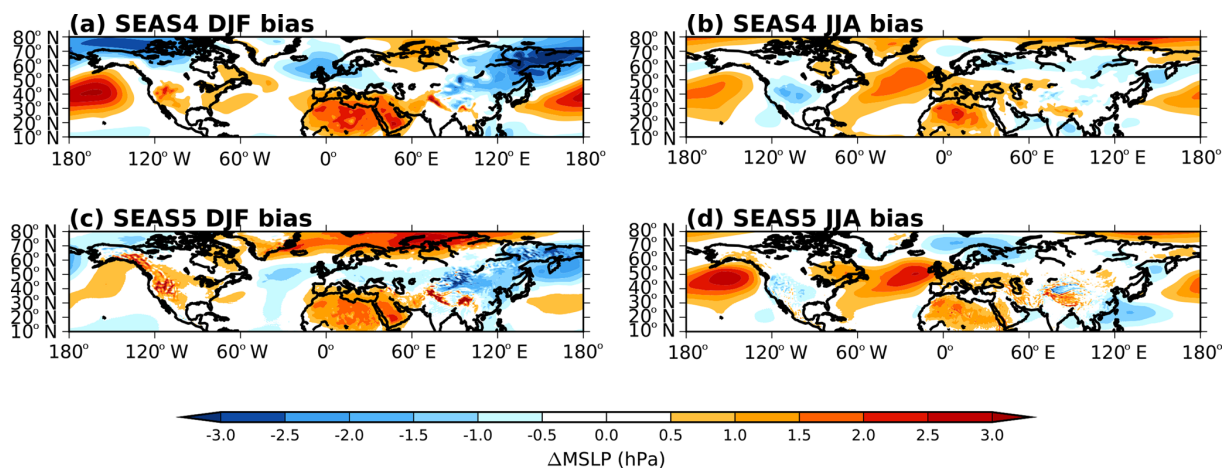 (a) SEAS4 DJF bias
(b) SEAS4 JJA bias
80° N
70° N
60° N
50° N
40° N
30° N
20° N
10° N
180° 120° W 60° W 0° 60° E 120° E 180°
80° N
70° N
60° N
50° N
40° N
30° N
20° N
10° N
180° 120° W 60° W 0° 60° E 120° E 180°
(c) SEAS5 DJF bias
(d) SEAS5 JJA bias
80° N
70° N
60° N
50° N
40° N
30° N
20° N
10° N
180° 120° W 60° W 0° 60° E 120° E 180°
80° N
70° N
60° N
50° N
40° N
30° N
20° N
10° N
180° 120° W 60° W 0° 60° E 120° E 180°
-3.0 -2.5 -2.0 -1.5 -1.0 -0.5 0.0 0.5 1.0 1.5 2.0 2.5 3.0
ΔMSLP (hPa)